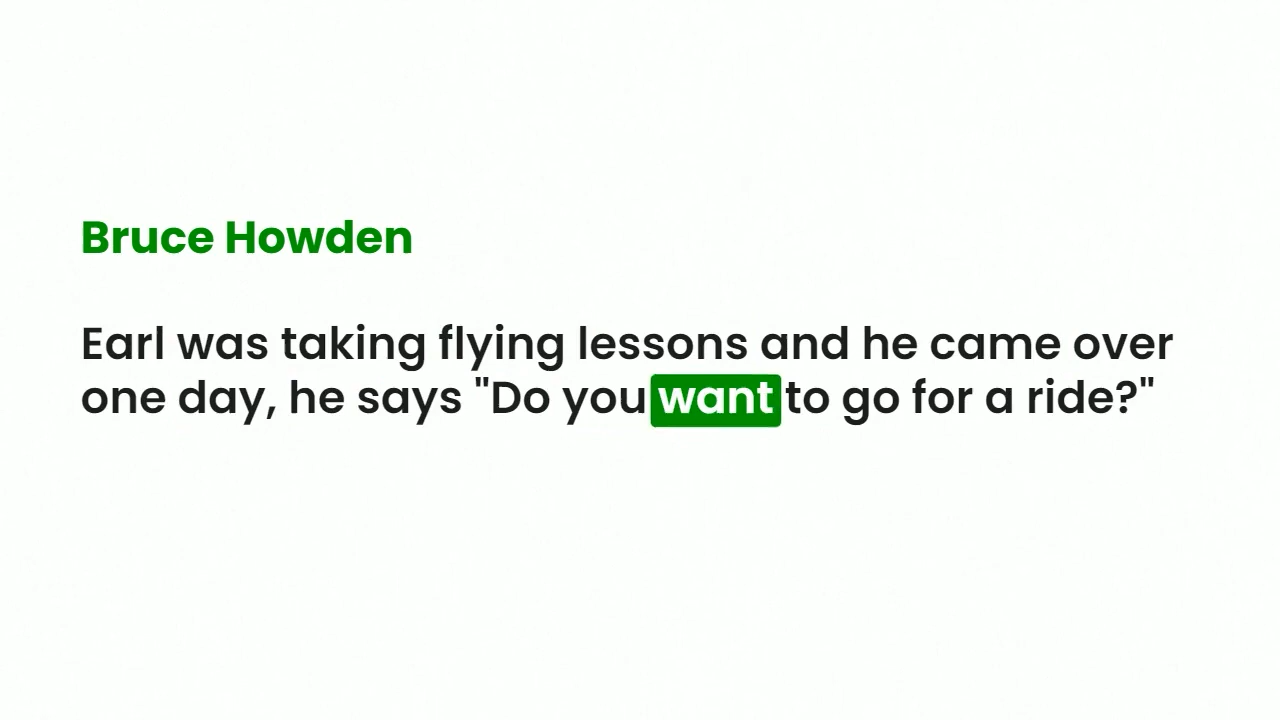 Bruce Howden
Earl was taking flying lessons and he came over
one day, he says "Do you want to go for a ride?"